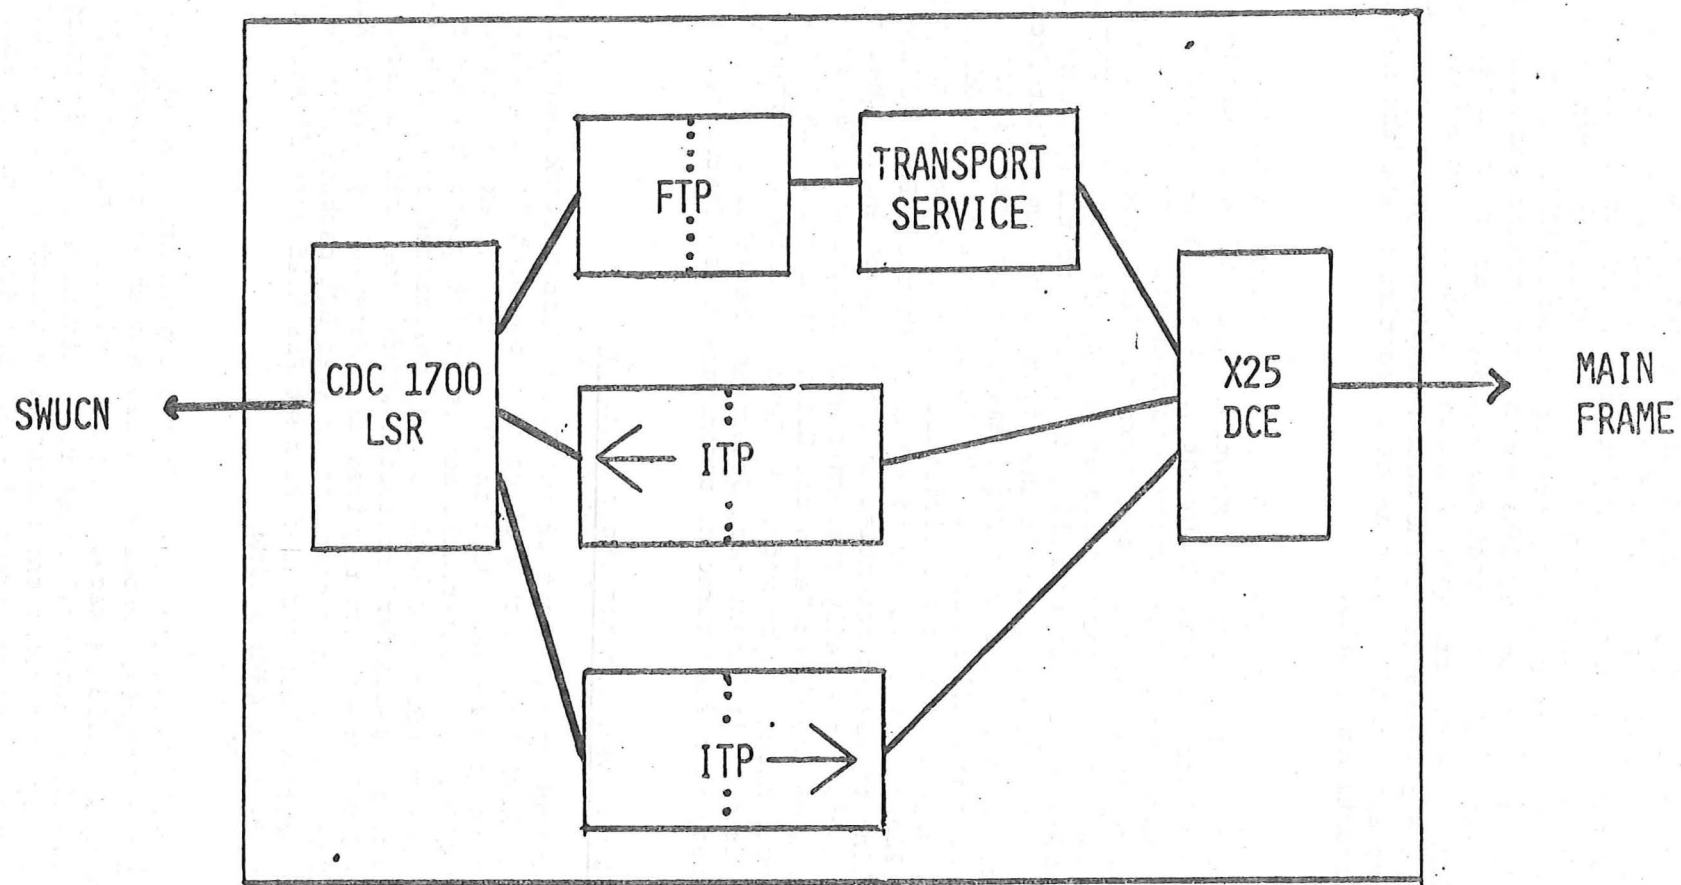 FTP
TRANSPORT
SERVICE
SWUCN
CDC 1700
LSR
ITP
X25
DCE
MAIN
FRAME
ITP